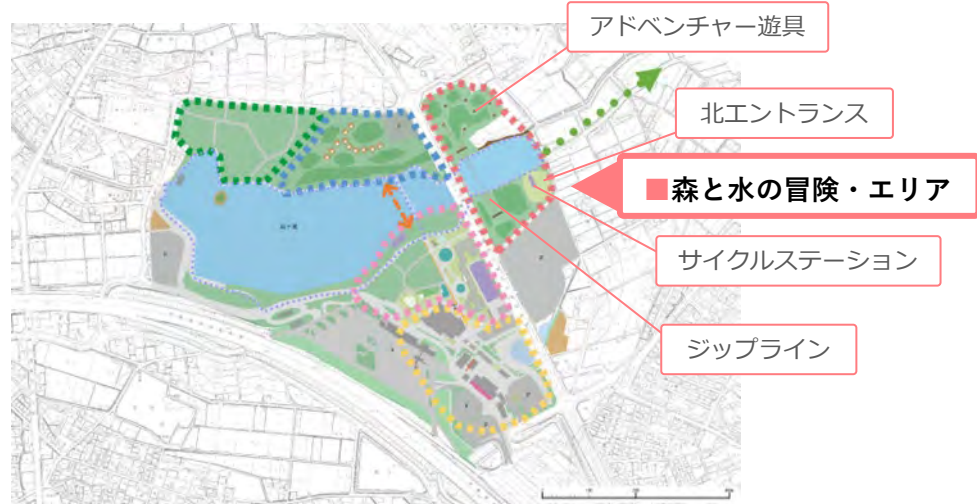 アドベンチャー遊具
北エントランス
■森と水の冒険・エリア
サイクルステーション
ジップライン